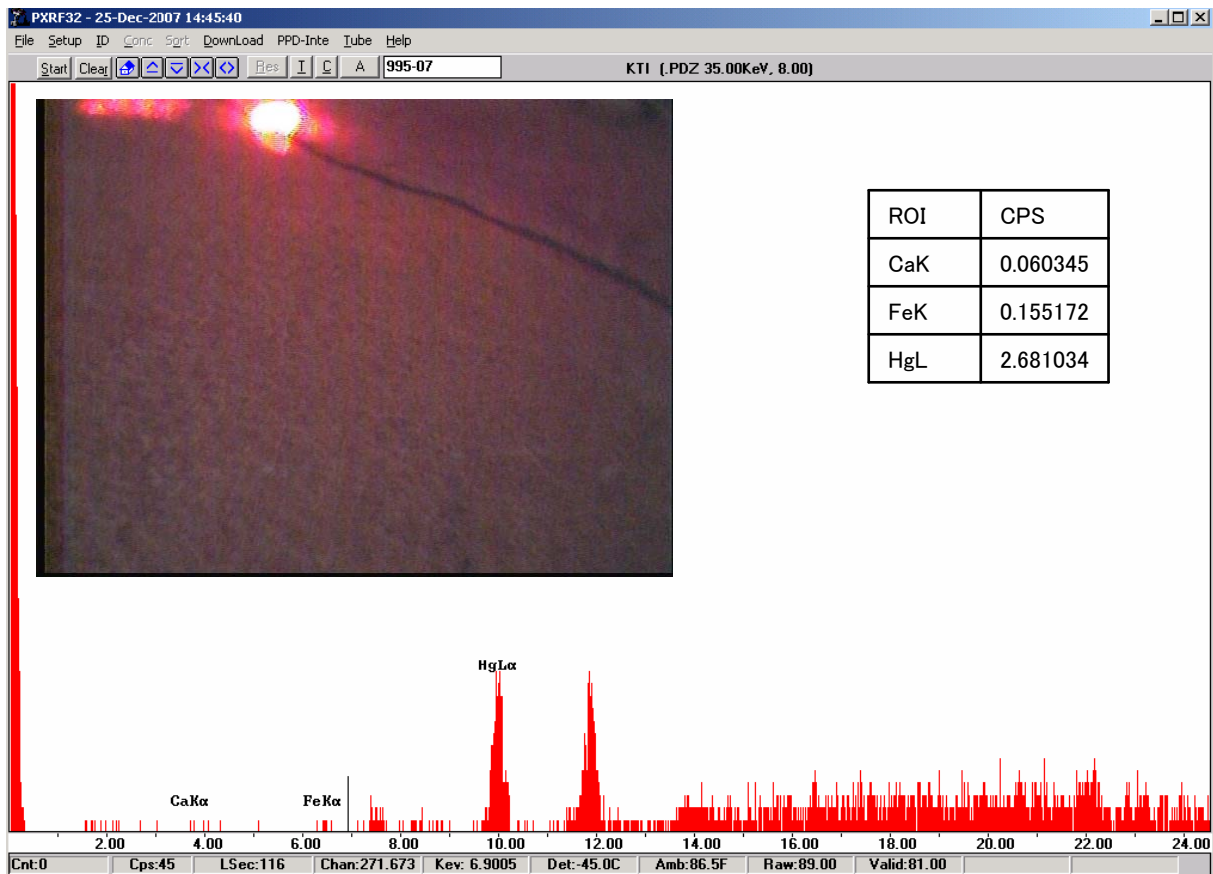 PXRF32 - 25-Dec-2007 14:45:40
File Setup ID Conc Sort DownLoad PPD-Inte Tube Help
Start Clear Res I C A 995-07 KTI (.PDZ 35.00KeV, 8.00)
ROI CPS
CaK 0.060345
FeK 0.155172
HgL 2.681034
HgLα
CaKα FeKα
2.00 4.00 6.00 8.00 10.00 12.00 14.00 16.00 18.00 20.00 22.00 24.00
Cnt:0 Cps:45 LSec:116 Chan:271.673 Kev: 6.9005 Det:-45.0C Amb:86.5F Raw:89.00 Valid:81.00